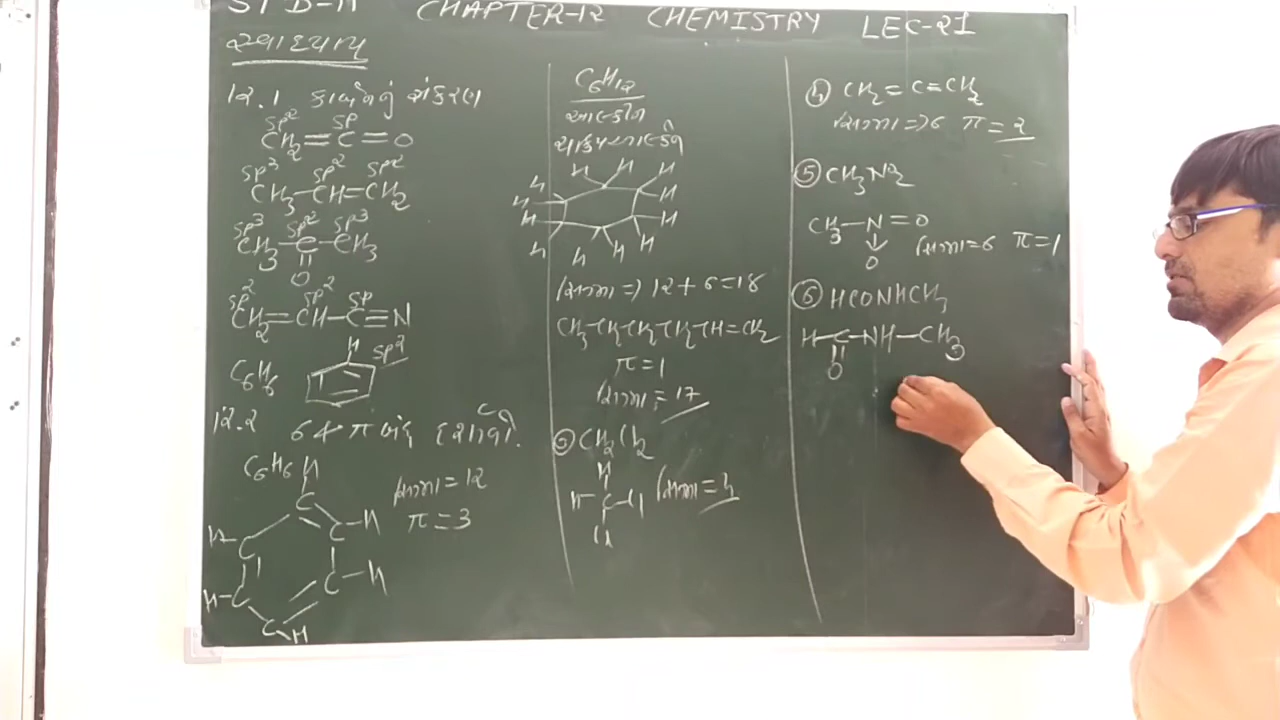 STD-11 CHAPTER-12 CHEMISTRY LEC-21
સ્વાધ્યાય
12.1 કાર્બનનું સંકરણ
sp2 sp
CH2=C=O
sp3 sp2 sp2
CH3-CH=CH2
sp3 sp2 sp3
CH3-C-CH3
O
sp2 sp2 sp
CH2=CH-C≡N
C6H6 H sp2
12.2 6 4 π બંધ દર્શાવો.
C6H6 H
સિગ્મા = 12
π = 3
C
C C-H
H-C
C-H
H-C
C-H
C6H12
આલ્કીન
સાયક્લોઆલ્કેન
H H H
H H
H H H
H H H H
સિગ્મા => 12+6=18
CH3-CH2-CH2-CH2-CH=CH2
π=1
સિગ્મા = 17
③ CH2Cl2
H
H-C-Cl સિગ્મા = 4
Cl
④ CH2=C=CH2
સિગ્મા => 6 π = 2
⑤ CH3NO2
CH3-N=O
O સિગ્મા = 6 π=1
⑥ HCONHCH3
H-C-NH-CH3
O